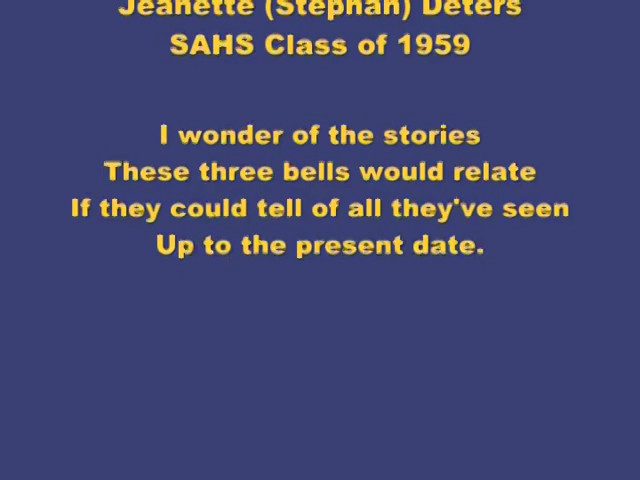 Jeanette (Stephan) Deters
SAHS Class of 1959
I wonder of the stories
These three bells would relate
If they could tell of all they've seen
Up to the present date.